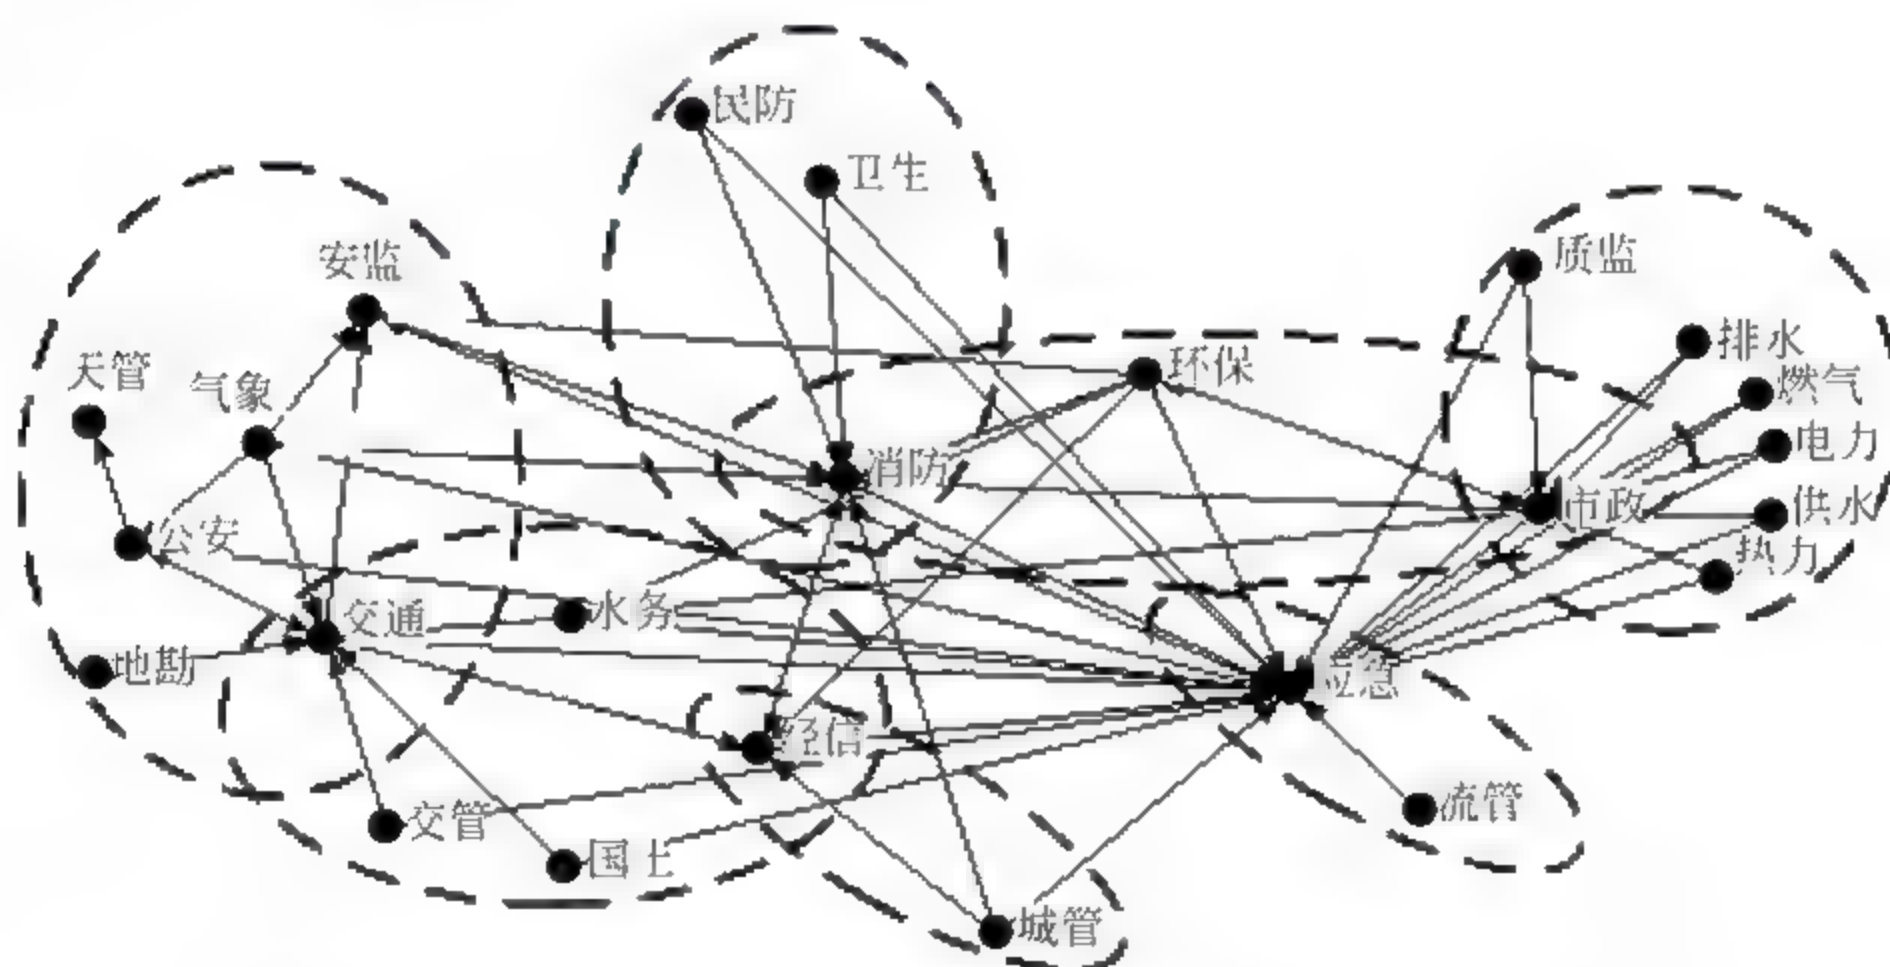 民防
卫生
安监
质监
排水
环保
天管
气象
燃气
电力
消防
市政
供水
公安
热力
交通
水务
地勘
应急
经信
交管
流管
国土
城管